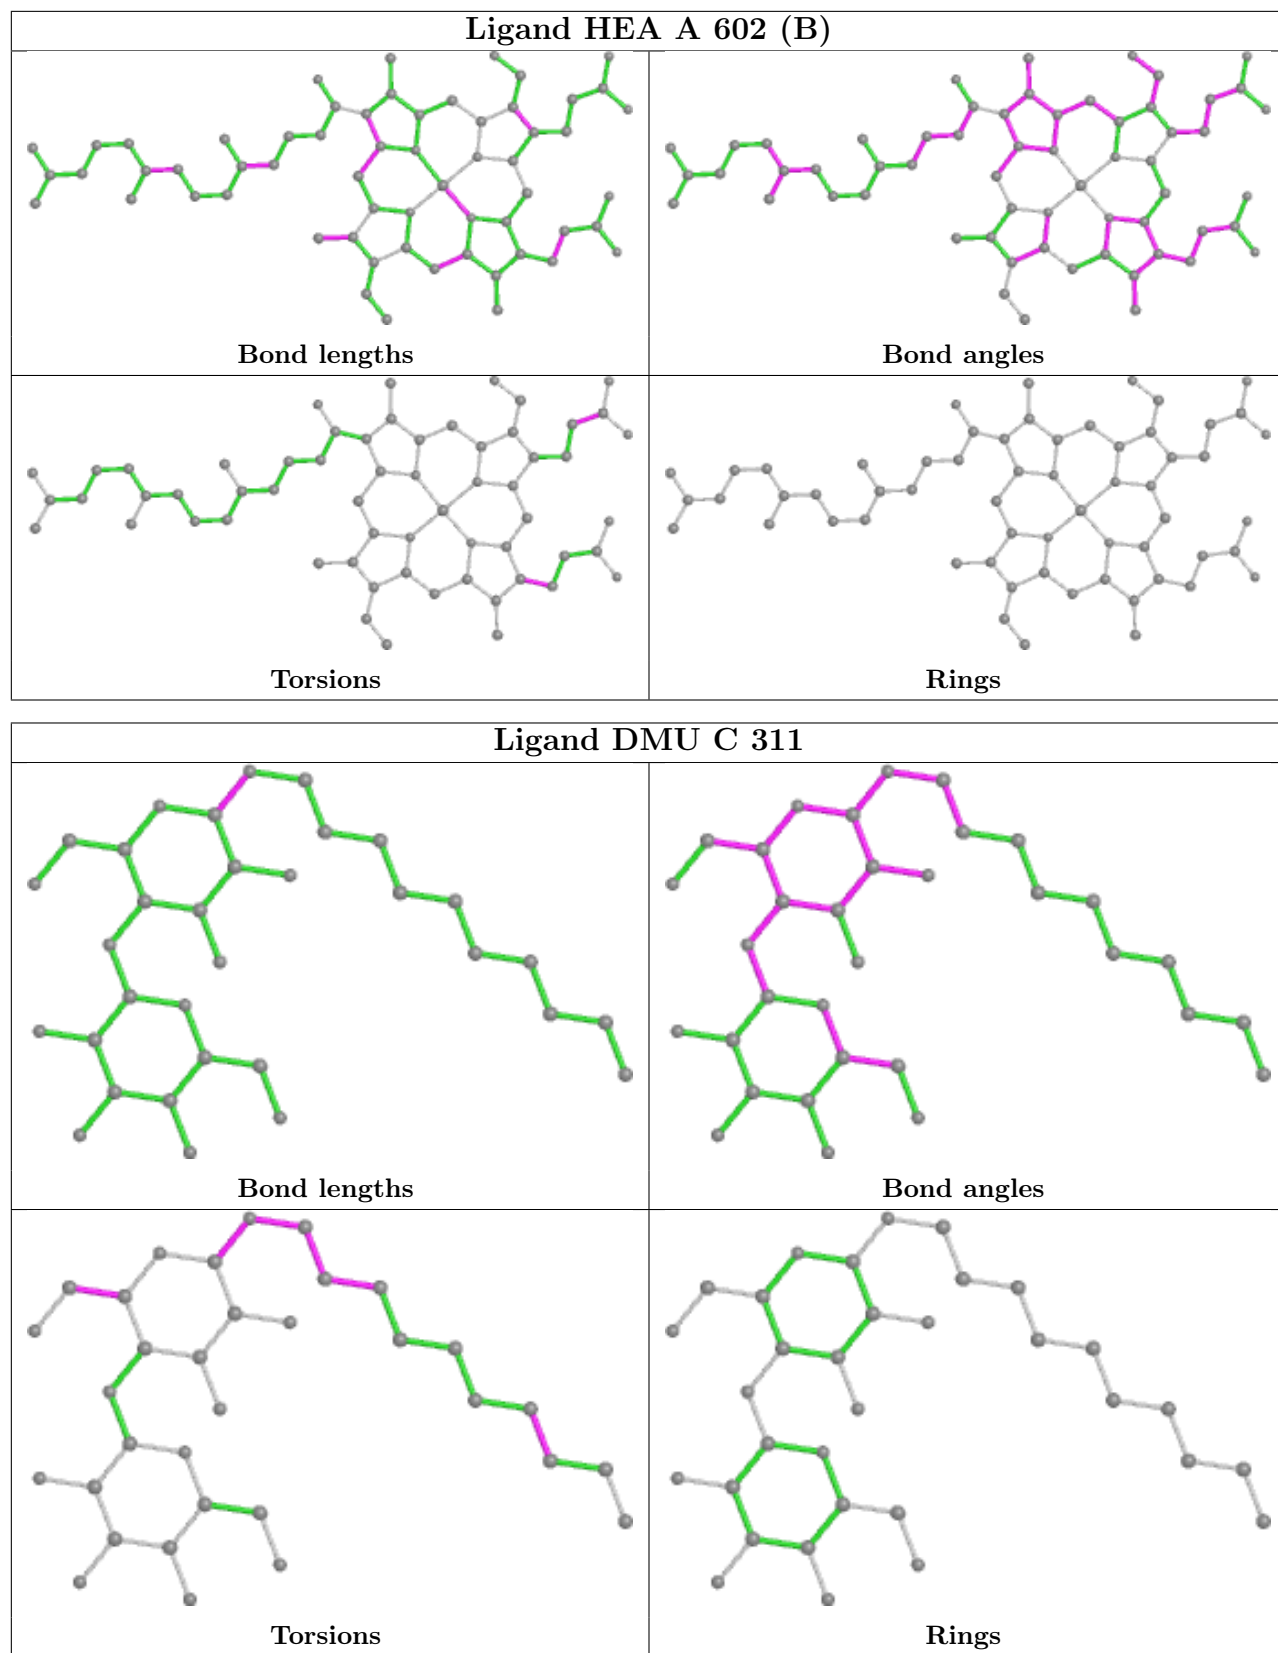 Ligand HEA A 602 (B)
Bond lengths
Bond angles
Torsions
Rings
Ligand DMU C 311
Bond lengths
Bond angles
Torsions
Rings